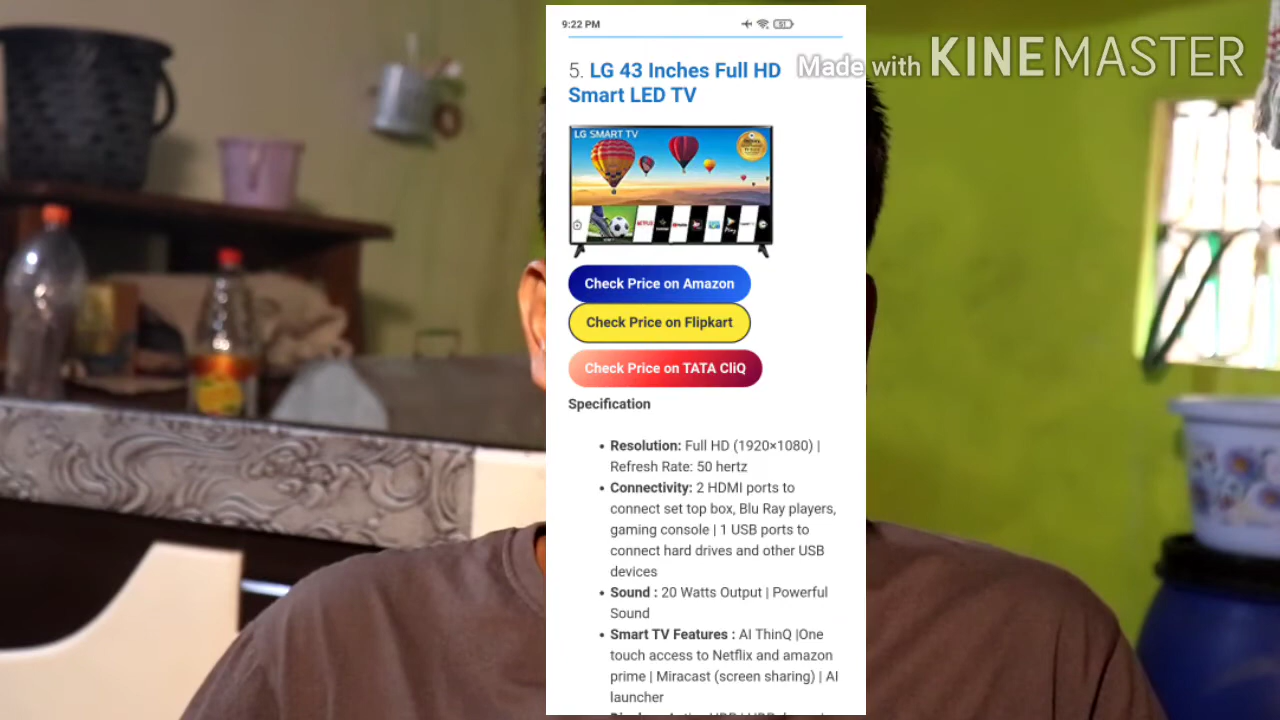 9:22 PM
51
Made with KINEMASTER
5. LG 43 Inches Full HD
Smart LED TV
LG SMART TV
Check Price on Amazon
Check Price on Flipkart
Check Price on TATA CliQ
Specification
• Resolution: Full HD (1920×1080) |
Refresh Rate: 50 hertz
• Connectivity: 2 HDMI ports to
connect set top box, Blu Ray players,
gaming console | 1 USB ports to
connect hard drives and other USB
devices
• Sound : 20 Watts Output | Powerful
Sound
• Smart TV Features : AI ThinQ |One
touch access to Netflix and amazon
prime | Miracast (screen sharing) | AI
launcher